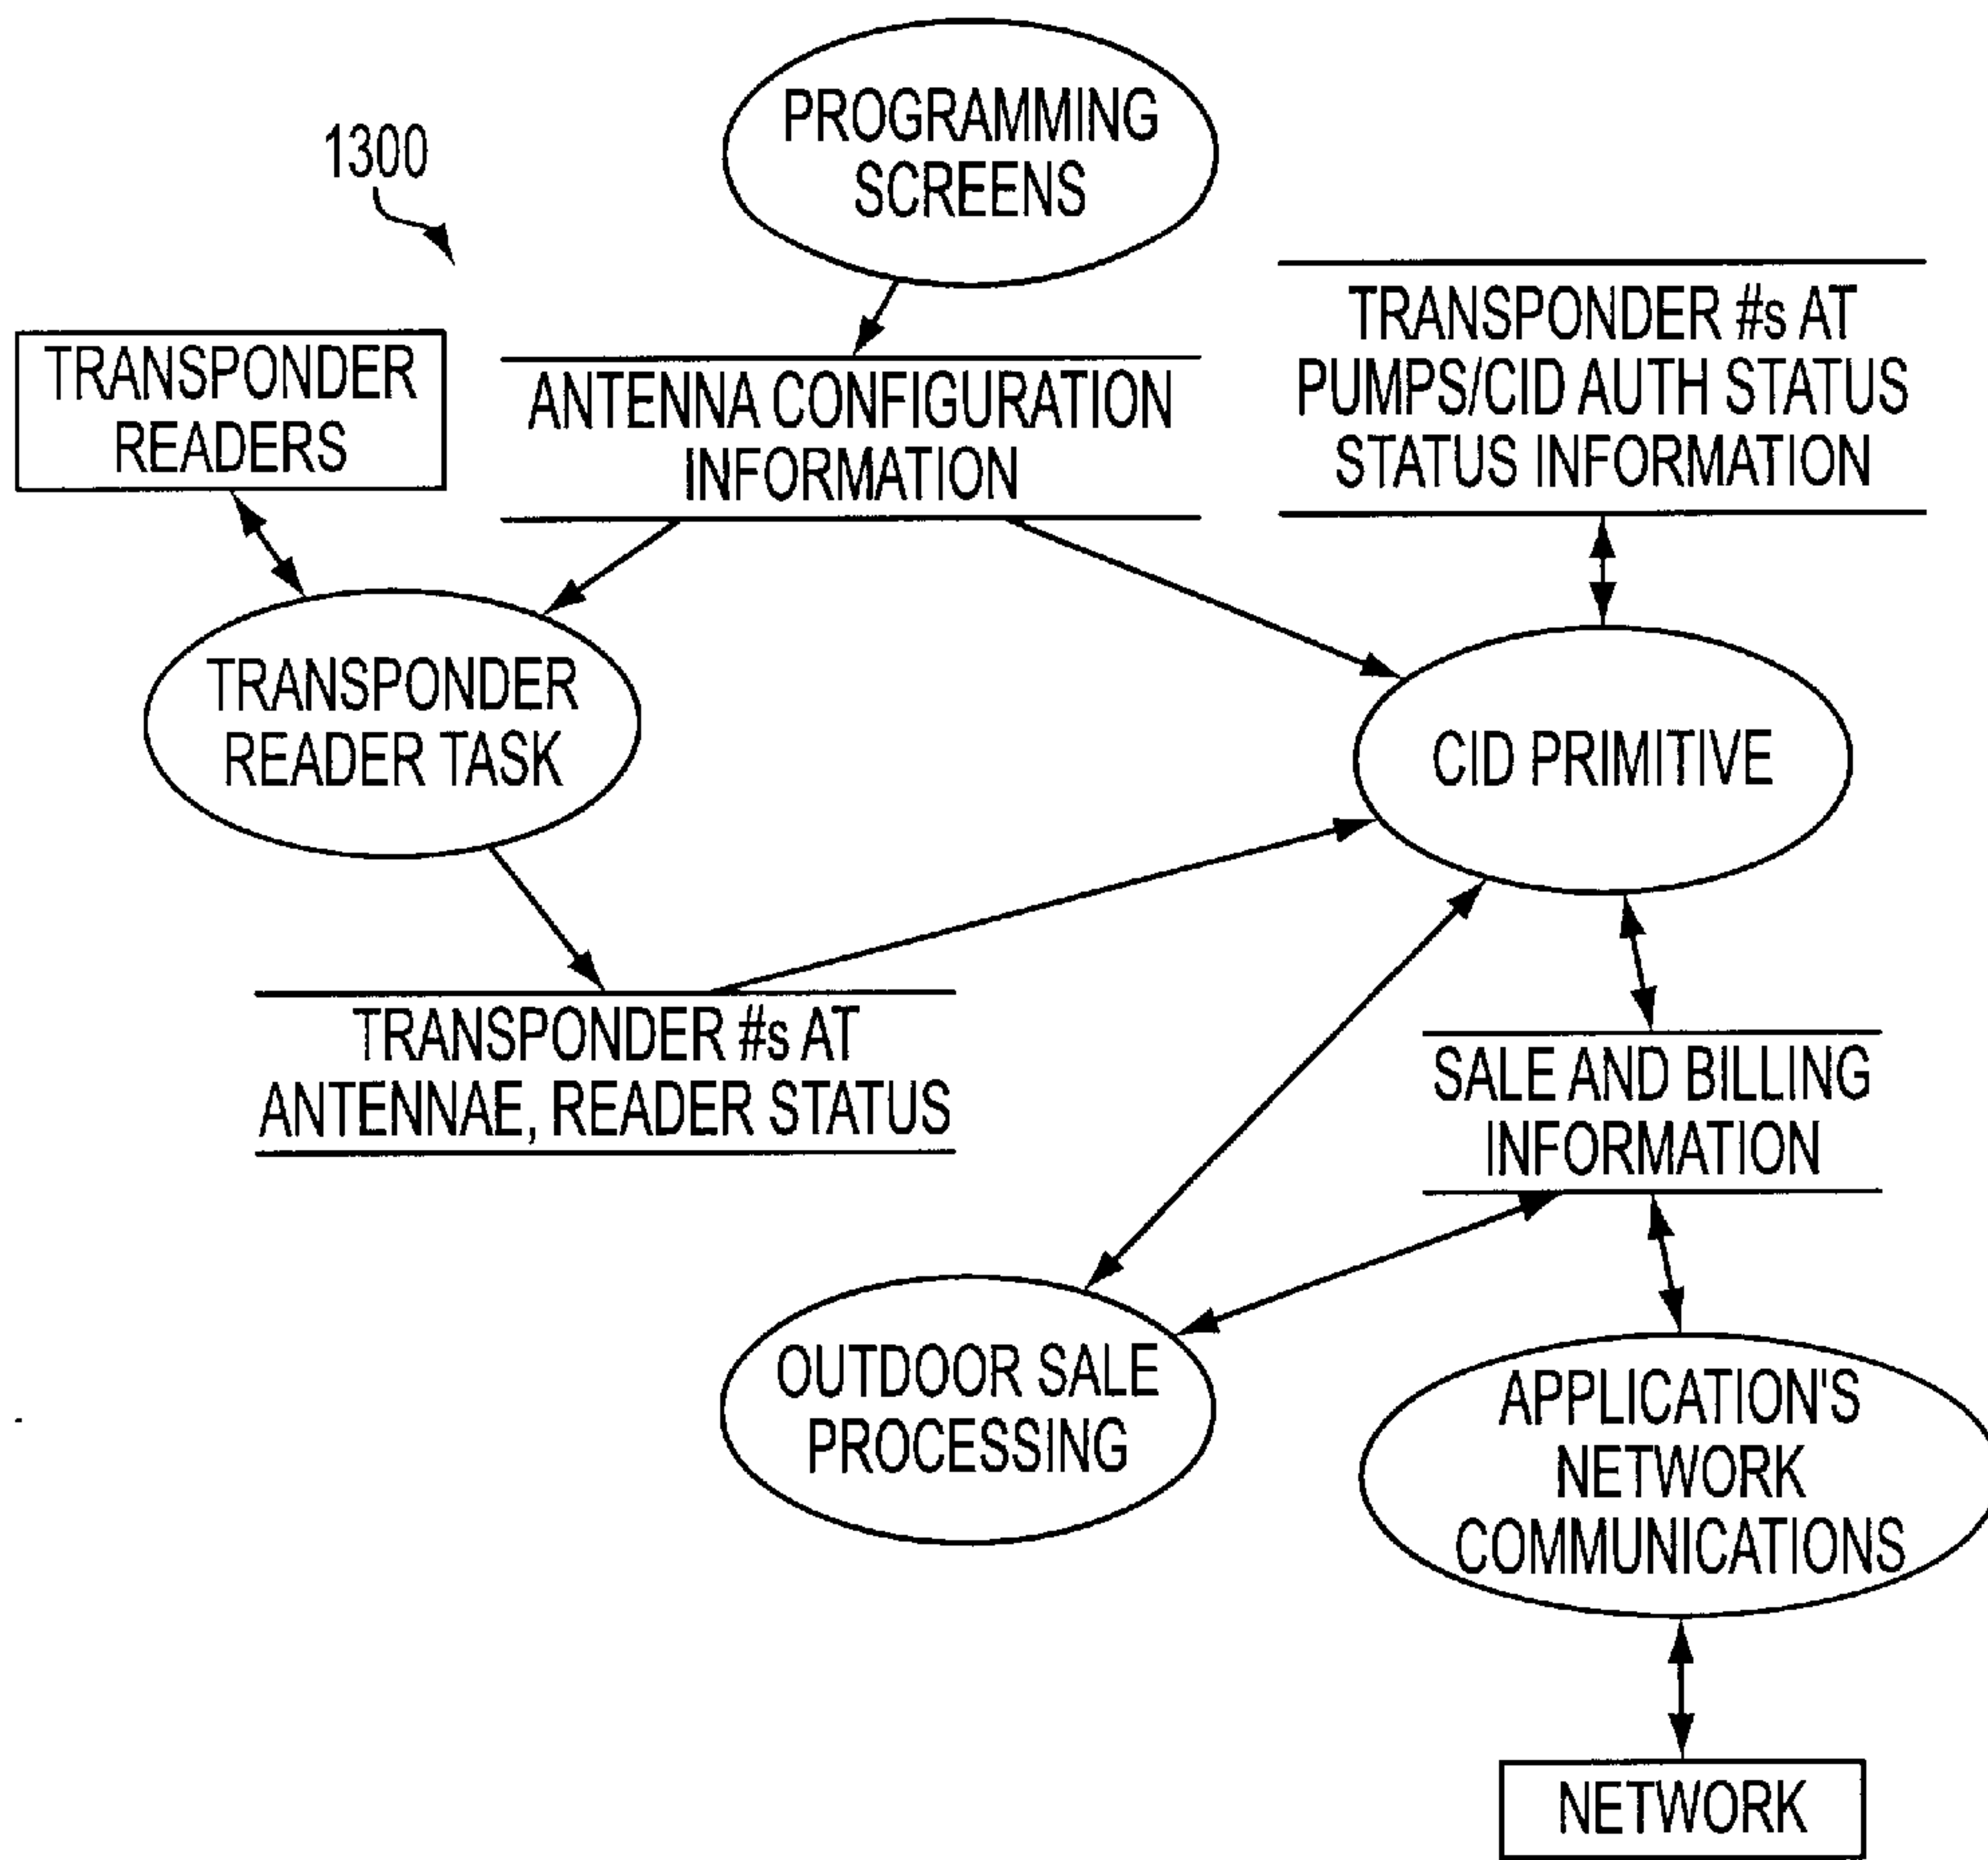 PROGRAMMING
SCREENS
1300
TRANSPONDER
READERS
ANTENNA CONFIGURATION
INFORMATION
TRANSPONDER #s AT
PUMPS/CID AUTH STATUS
STATUS INFORMATION
TRANSPONDER
READER TASK
CID PRIMITIVE
TRANSPONDER #s AT
ANTENNAE, READER STATUS
SALE AND BILLING
INFORMATION
OUTDOOR SALE
PROCESSING
APPLICATION'S
NETWORK
COMMUNICATIONS
NETWORK